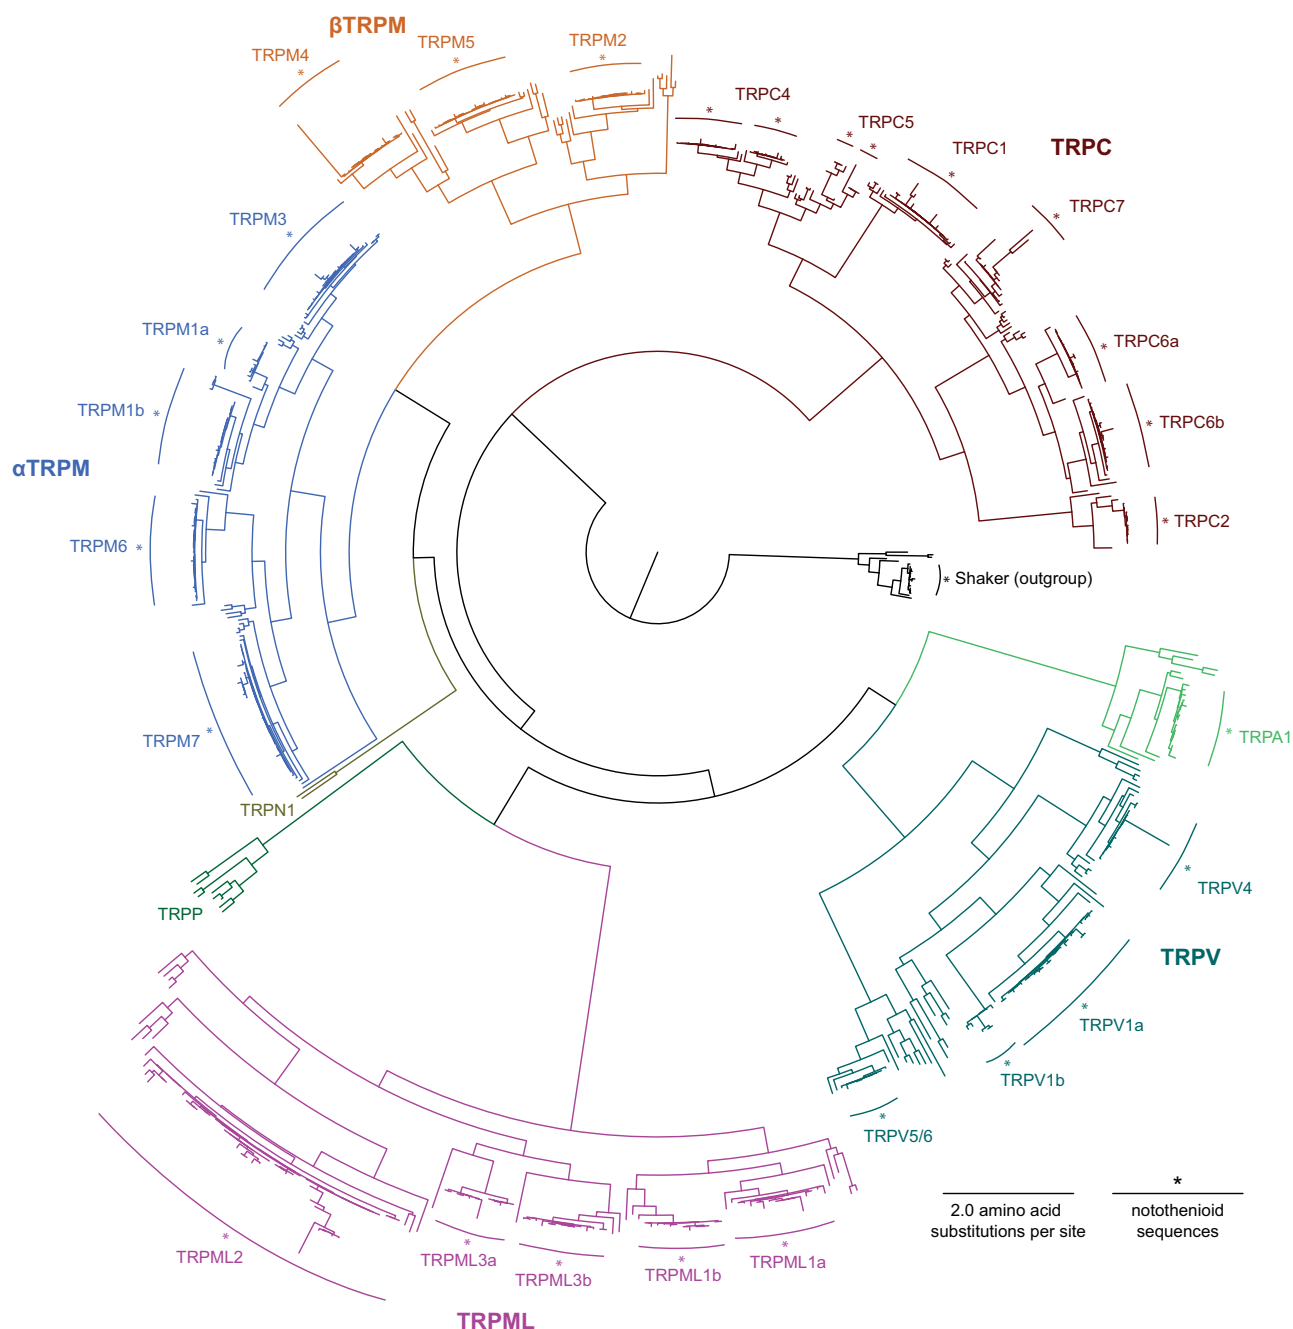 βTRPM
TRPM4
*
TRPM5
*
TRPM2
*
TRPC4
*
*
TRPC5
*
*
TRPC1
*
TRPC
TRPC7
*
TRPM3
*
TRPM1a
*
TRPM1b
*
αTRPM
TRPM6
*
TRPM7
*
TRPN1
TRPC6a
*
TRPC6b
*
TRPC2
*
* Shaker (outgroup)
TRPA1
*
TRPV4
*
TRPV
TRPV1a
*
TRPV1b
*
TRPV5/6
*
TRPP
TRPML2
*
TRPML3a
*
TRPML3b
*
TRPML1b
*
TRPML1a
*
TRPML
2.0 amino acid
substitutions per site
*
notothenioid
sequences